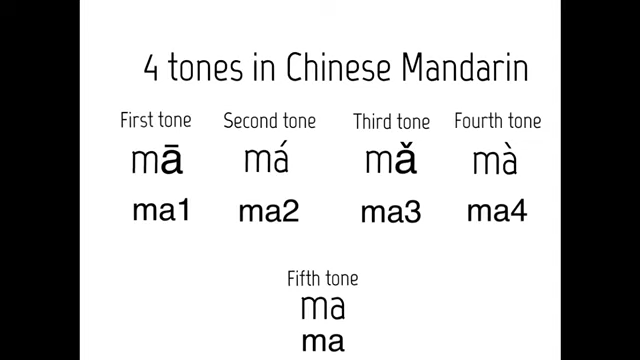 4 tones in Chinese Mandarin
First tone Second tone Third tone Fourth tone
mā má mǎ mà
ma1 ma2 ma3 ma4
Fifth tone
ma
ma